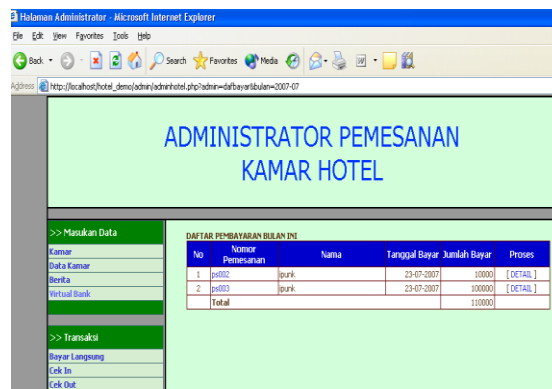 Halaman Administrator - Microsoft Internet Explorer
File Edit View Favorites Tools Help
Back Search Favorites Media
Address http://localhost/hotel_demo/admin/adminhotel.php?admin=dafbayar&bulan=2007-07
ADMINISTRATOR PEMESANAN
KAMAR HOTEL
>> Masukan Data
Kamar
Data Kamar
Berita
Virtual Bank
>> Transaksi
Bayar Langsung
Cek In
Cek Out
DAFTAR PEMBAYARAN BULAN INI
No Nomor Pemesanan Nama Tanggal Bayar Jumlah Bayar Proses
1 ps002 ipunk 23-07-2007 10000 [ DETAIL ]
2 ps003 ipunk 23-07-2007 100000 [ DETAIL ]
Total 110000